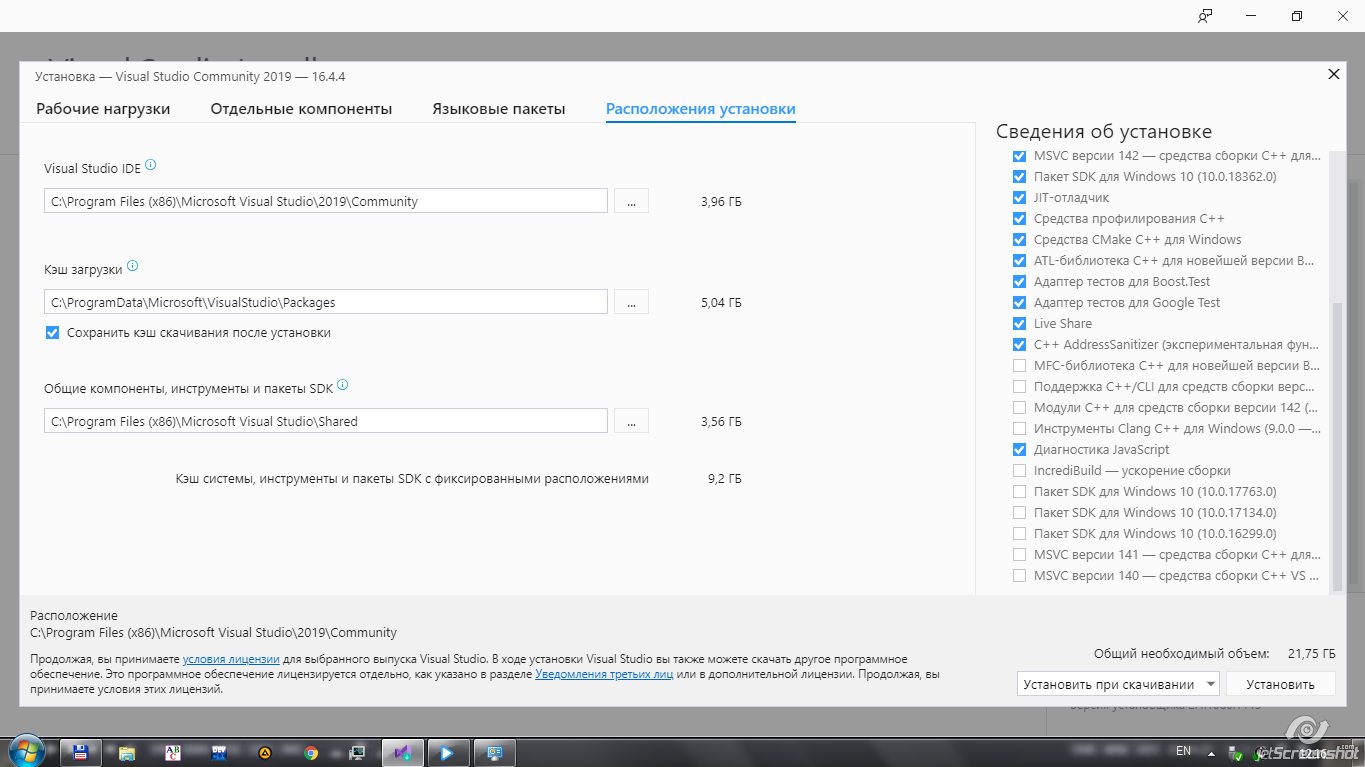 Установка — Visual Studio Community 2019 — 16.4.4
Рабочие нагрузки
Отдельные компоненты
Языковые пакеты
Расположения установки
Visual Studio IDE
C:\Program Files (x86)\Microsoft Visual Studio\2019\Community
...
3,96 ГБ
Кэш загрузки
C:\ProgramData\Microsoft\VisualStudio\Packages
...
5,04 ГБ
Сохранить кэш скачивания после установки
Общие компоненты, инструменты и пакеты SDK
C:\Program Files (x86)\Microsoft Visual Studio\Shared
...
3,56 ГБ
Кэш системы, инструменты и пакеты SDK с фиксированными расположениями
9,2 ГБ
Сведения об установке
MSVC версии 142 — средства сборки C++ для...
Пакет SDK для Windows 10 (10.0.18362.0)
JIT-отладчик
Средства профилирования C++
Средства CMake C++ для Windows
ATL-библиотека C++ для новейшей версии B...
Адаптер тестов для Boost.Test
Адаптер тестов для Google Test
Live Share
C++ AddressSanitizer (экспериментальная фун...
MFC-библиотека C++ для новейшей версии B...
Поддержка C++/CLI для средств сборки верс...
Модули C++ для средств сборки версии 142 (...
Инструменты Clang C++ для Windows (9.0.0 —...
Диагностика JavaScript
IncrediBuild — ускорение сборки
Пакет SDK для Windows 10 (10.0.17763.0)
Пакет SDK для Windows 10 (10.0.17134.0)
Пакет SDK для Windows 10 (10.0.16299.0)
MSVC версии 141 — средства сборки C++ для...
MSVC версии 140 — средства сборки C++ VS ...
Расположение
C:\Program Files (x86)\Microsoft Visual Studio\2019\Community
Продолжая, вы принимаете условия лицензии для выбранного выпуска Visual Studio. В ходе установки Visual Studio вы также можете скачать другое программное
обеспечение. Это программное обеспечение лицензируется отдельно, как указано в разделе Уведомления третьих лиц или в дополнительной лицензии. Продолжая, вы
принимаете условия этих лицензий.
Общий необходимый объем: 21,75 ГБ
Установить при скачивании
Установить
EN
jetScreenshot
.com